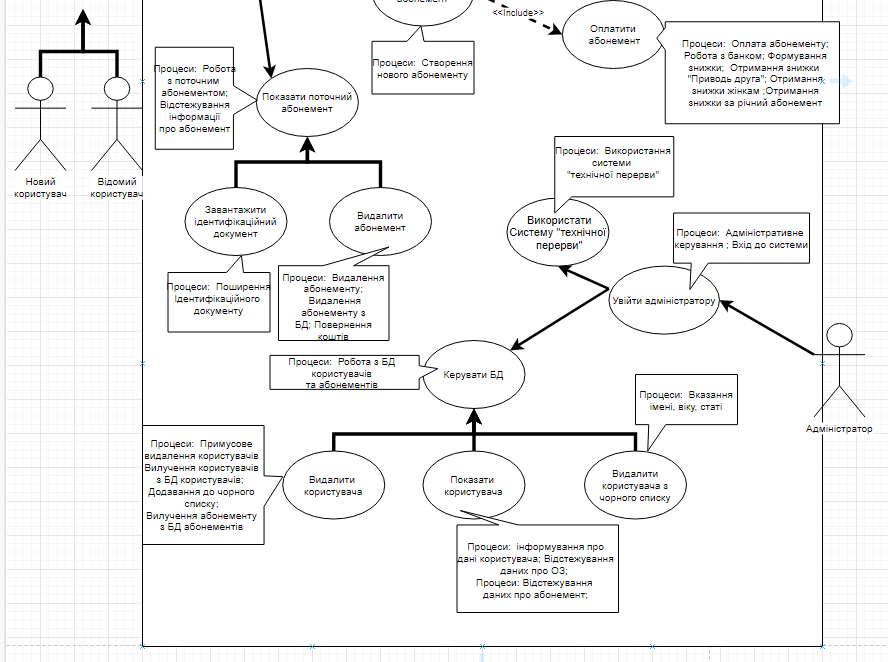 абонемент
<<Include>>
Оплатити
абонемент
Процеси:  Оплата абонементу;
Робота з банком; Формування
знижки;  Отримання знижки
"Приводь друга"; Отримання
знижки жінкам ;Отримання
знижки за річний абонемент
Процеси:  Створення
нового абонементу
Процеси:  Робота
з поточним
абонементом;
Відстежування
інформації
про абонемент
Показати поточний
абонемент
Новий
користувач
Відомий
користувач
Процеси:  Використання
системи
"технічної перерви"
Завантажити
ідентифікаційний
документ
Видалити
абонемент
Використати
Систему "технічної
перерви"
Процеси:  Адміністративне
керування ; Вхід до системи
Процеси:  Поширення
Ідентифікаційного
документу
Процеси:  Видалення
абонементу;
Видалення
абонементу з
БД; Повернення
коштів
Увійти адміністратору
Процеси:  Робота з БД
користувачів
та абонементів
Керувати БД
Процеси:  Вказання
імені, віку, статі
Адміністратор
Процеси:  Примусове
видалення користувачів
Вилучення користувачів
з БД користувачів;
Додавання до чорного
списку;
Вилучення абонементу
з БД абонементів
Видалити
користувача
Показати
користувача
Видалити
користувача з
чорного списку
Процеси:  інформування про
дані користувача; Відстежування
даних про ОЗ;
Процеси: Відстежування
даних про абонемент;